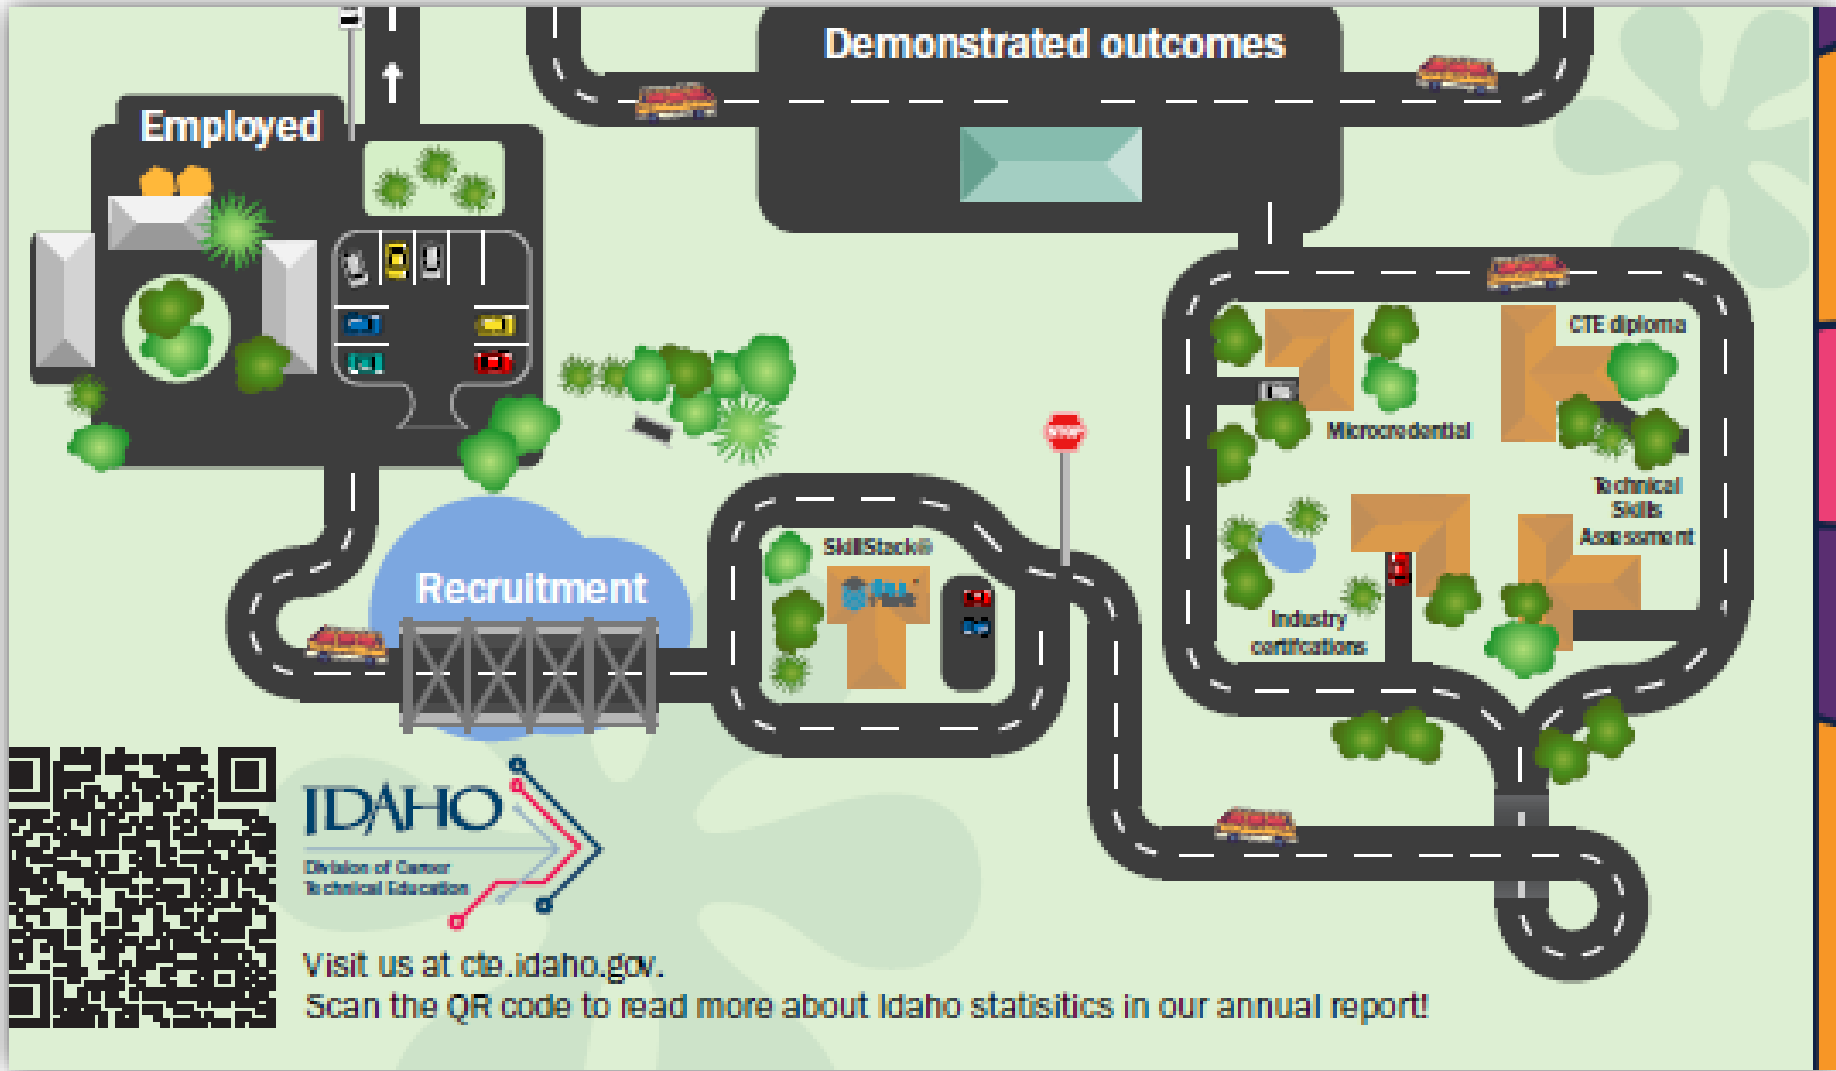 Demonstrated outcomes
Employed
CTE diploma
Microcredential
Technical
Skills
Assessment
STOP
SkillStack®
Recruitment
Industry
certifications
IDAHO
Division of Career
Technical Education
Visit us at cte.idaho.gov.
Scan the QR code to read more about Idaho statisitics in our annual report!